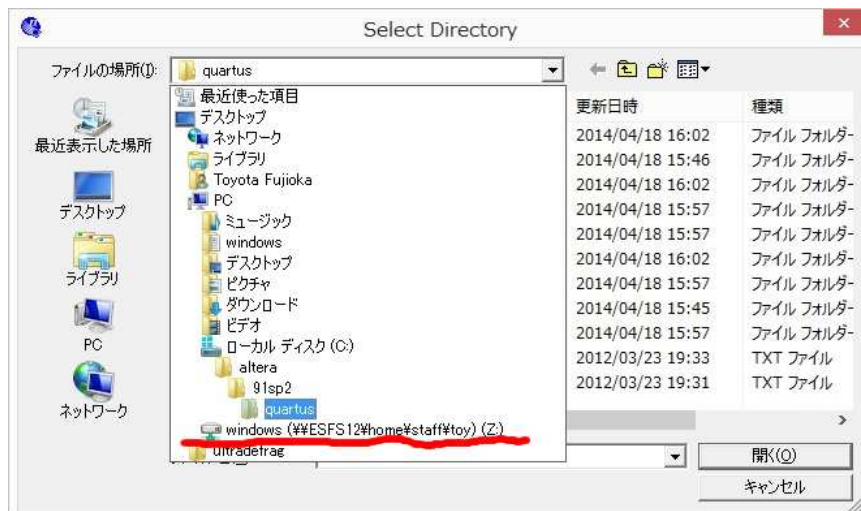 Select Directory
ファイルの場所(I):
quartus
最近使った項目
デスクトップ
ネットワーク
ライブラリ
Toyota Fujioka
PC
ミュージック
windows
デスクトップ
ピクチャ
ダウンロード
ビデオ
ローカル ディスク (C:)
altera
91sp2
quartus
windows (¥¥ESFS12¥home¥staff¥toy) (Z:)
ultradefrag
最近表示した場所
デスクトップ
ライブラリ
PC
ネットワーク
更新日時 種類
2014/04/18 16:02 ファイル フォルダー
2014/04/18 15:46 ファイル フォルダー
2014/04/18 16:02 ファイル フォルダー
2014/04/18 15:57 ファイル フォルダー
2014/04/18 15:57 ファイル フォルダー
2014/04/18 16:02 ファイル フォルダー
2014/04/18 15:57 ファイル フォルダー
2014/04/18 15:45 ファイル フォルダー
2014/04/18 15:57 ファイル フォルダー
2012/03/23 19:33 TXT ファイル
2012/03/23 19:31 TXT ファイル
開く(O)
キャンセル